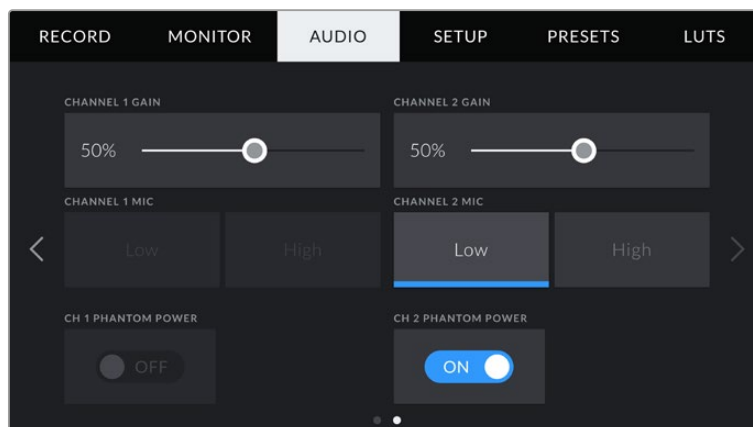 RECORD MONITOR AUDIO SETUP PRESETS LUTS
CHANNEL 1 GAIN CHANNEL 2 GAIN
50% 50%
CHANNEL 1 MIC CHANNEL 2 MIC
Low High Low High
CH 1 PHANTOM POWER CH 2 PHANTOM POWER
OFF ON